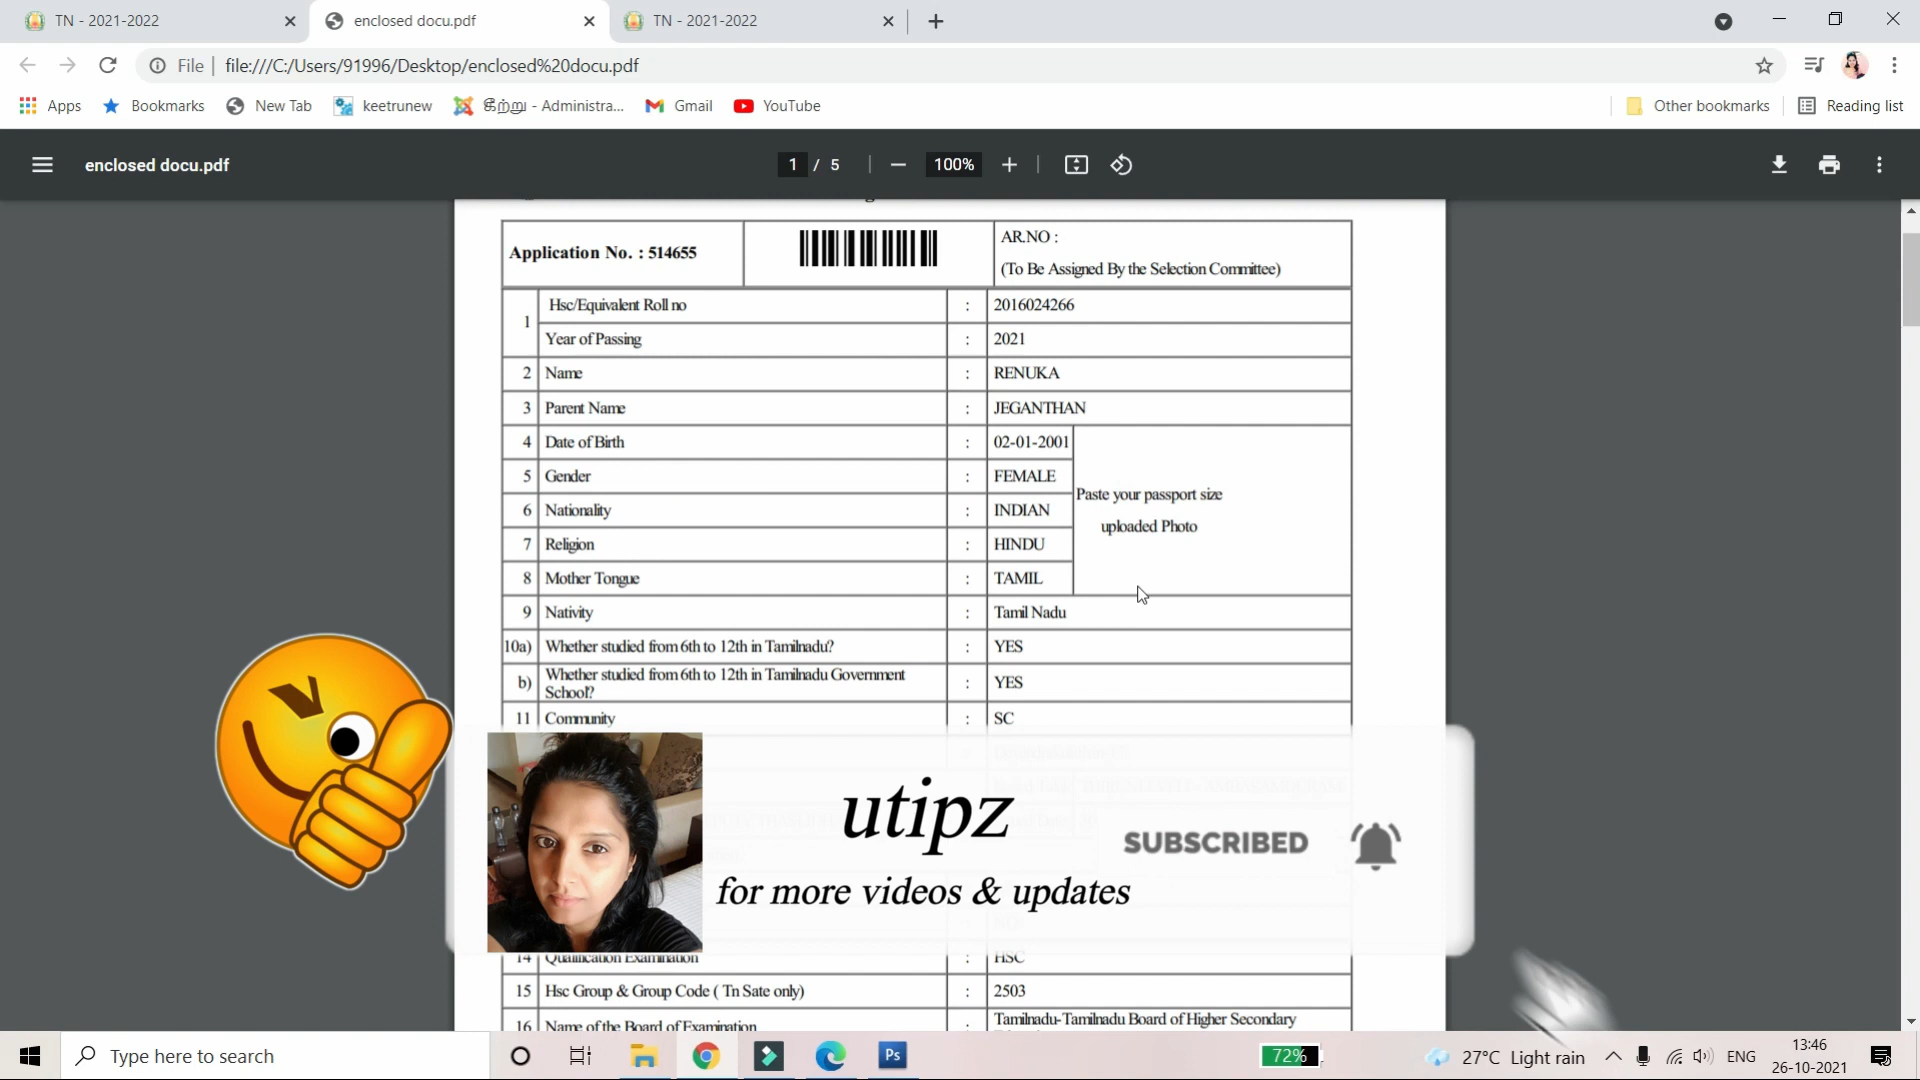 TN - 2021-2022
enclosed docu.pdf
TN - 2021-2022
File
file:///C:/Users/91996/Desktop/enclosed%20docu.pdf
Apps
Bookmarks
New Tab
keetrunew
கீற்று - Administra...
Gmail
YouTube
Other bookmarks
Reading list
enclosed docu.pdf
1 / 5
100%
Application No. : 514655
AR.NO :
(To Be Assigned By the Selection Committee)
1 Hsc/Equivalent Roll no : 2016024266
Year of Passing : 2021
2 Name : RENUKA
3 Parent Name : JEGANTHAN
4 Date of Birth : 02-01-2001
5 Gender : FEMALE
Paste your passport size
6 Nationality : INDIAN
uploaded Photo
7 Religion : HINDU
8 Mother Tongue : TAMIL
9 Nativity : Tamil Nadu
10a) Whether studied from 6th to 12th in Tamilnadu? : YES
b) Whether studied from 6th to 12th in Tamilnadu Government
School? : YES
11 Community : SC
utipz
for more videos & updates
SUBSCRIBED
14 Qualification Examination : HSC
15 Hsc Group & Group Code ( Tn Sate only) : 2503
16 Name of the Board of Examination : Tamilnadu-Tamilnadu Board of Higher Secondary
Type here to search
Ps
72%
27°C Light rain
ENG
13:46
26-10-2021